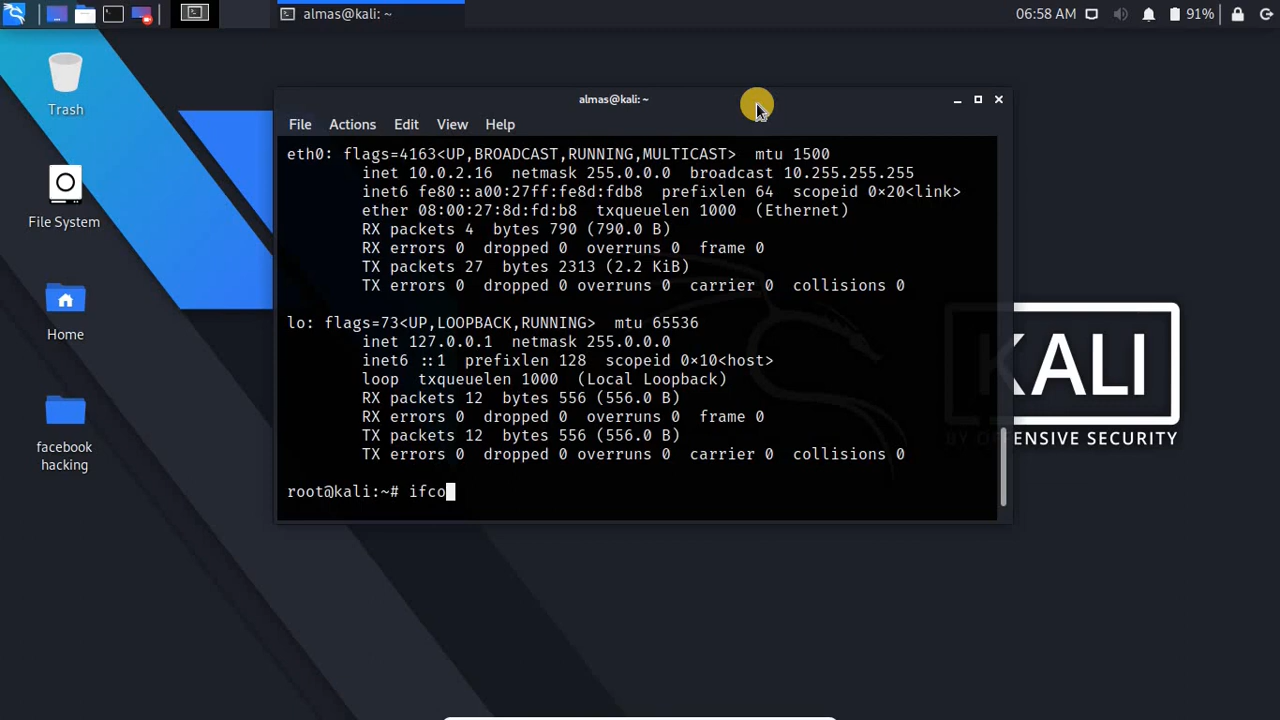 almas@kali: ~
06:58 AM
91%
Trash
File System
Home
facebook
hacking
almas@kali: ~
File Actions Edit View Help
eth0: flags=4163<UP,BROADCAST,RUNNING,MULTICAST> mtu 1500
inet 10.0.2.16 netmask 255.0.0.0 broadcast 10.255.255.255
inet6 fe80::a00:27ff:fe8d:fdb8 prefixlen 64 scopeid 0×20<link>
ether 08:00:27:8d:fd:b8 txqueuelen 1000 (Ethernet)
RX packets 4 bytes 790 (790.0 B)
RX errors 0 dropped 0 overruns 0 frame 0
TX packets 27 bytes 2313 (2.2 KiB)
TX errors 0 dropped 0 overruns 0 carrier 0 collisions 0
lo: flags=73<UP,LOOPBACK,RUNNING> mtu 65536
inet 127.0.0.1 netmask 255.0.0.0
inet6 ::1 prefixlen 128 scopeid 0×10<host>
loop txqueuelen 1000 (Local Loopback)
RX packets 12 bytes 556 (556.0 B)
RX errors 0 dropped 0 overruns 0 frame 0
TX packets 12 bytes 556 (556.0 B)
TX errors 0 dropped 0 overruns 0 carrier 0 collisions 0
root@kali:~# ifco
KALI
BY OFFENSIVE SECURITY